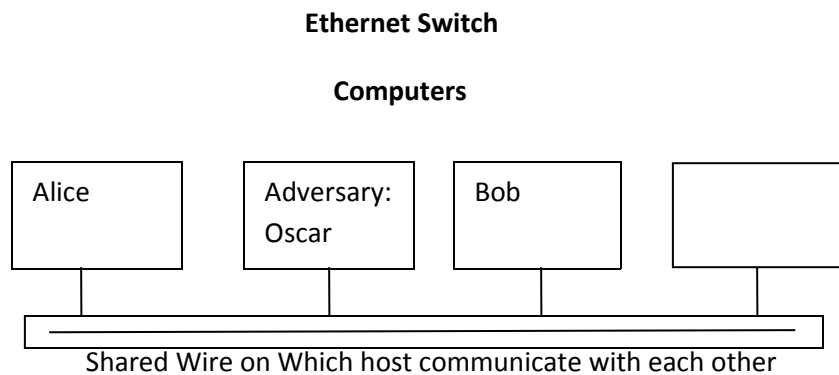 Ethernet Switch
Computers
Alice
Adversary:
Oscar
Bob
Shared Wire on Which host communicate with each other